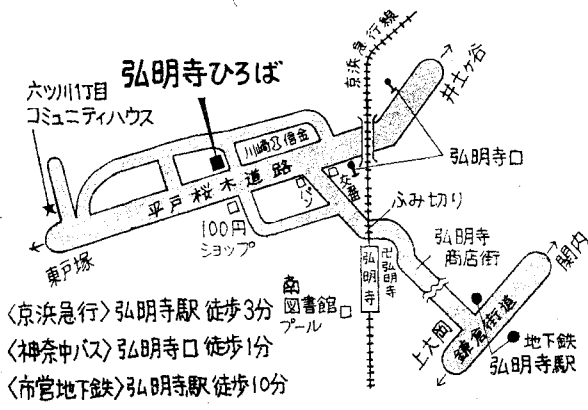 京浜急行線
井土ヶ谷
弘明寺ひろば
六ツ川1丁目
コミュニティハウス
川崎信金
弘明寺口
平戸桜木道路
パン
交番
ふみ切り
100円
ショップ
東戸塚
弘明寺
卍弘明寺
弘明寺
商店街
関内
南
図書館
プール
上大岡
鎌倉街道
地下鉄
弘明寺駅
〈京浜急行〉弘明寺駅 徒歩3分
〈神奈中バス〉弘明寺口 徒歩1分
〈市営地下鉄〉弘明寺駅 徒歩10分